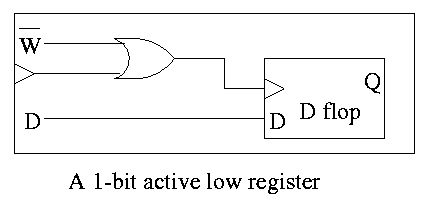 W̅
Q
D flop
D
D
A 1-bit active low register